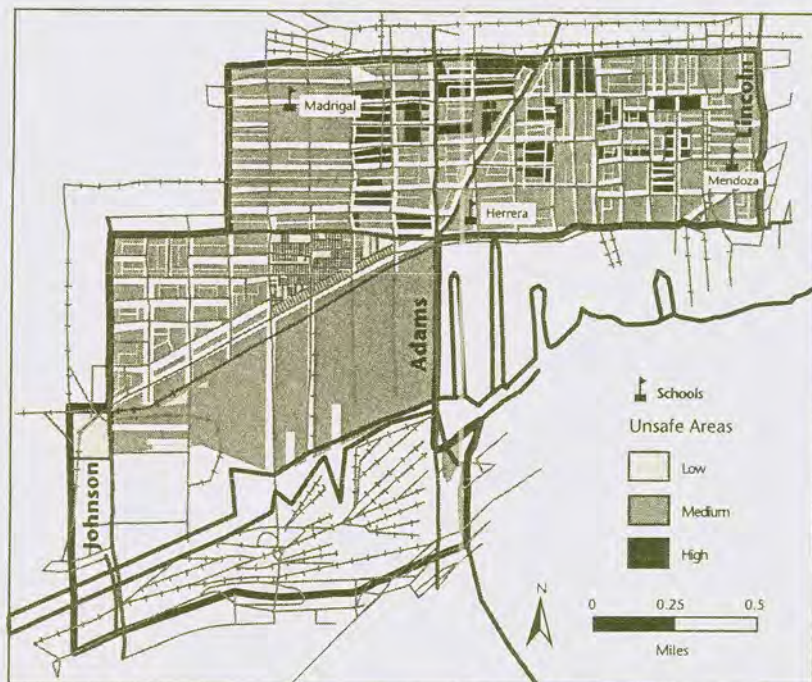 Madrigal
Lincoln
Mendoza
Herrera
Adams
Schools
Unsafe Areas
Low
Johnson
Medium
High
N
0 0.25 0.5
Miles